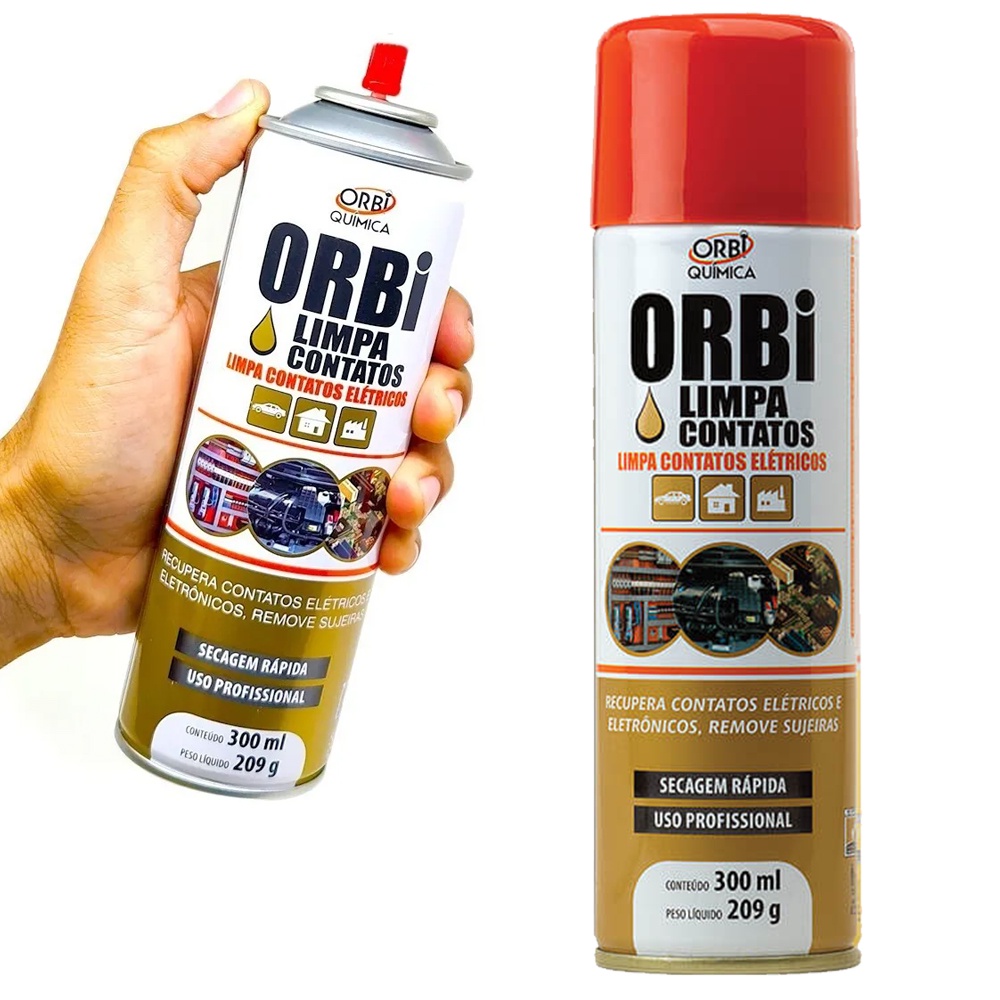 ORBi
QUÍMICA
ORBi
LIMPA
CONTATOS
LIMPA CONTATOS ELÉTRICOS
RECUPERA CONTATOS ELÉTRICOS E
ELETRÔNICOS, REMOVE SUJEIRAS
SECAGEM RÁPIDA
USO PROFISSIONAL
CONTEÚDO 300 ml
PESO LÍQUIDO 209 g
ORBi
QUÍMICA
ORBi
LIMPA
CONTATOS
LIMPA CONTATOS ELÉTRICOS
RECUPERA CONTATOS ELÉTRICOS E
ELETRÔNICOS, REMOVE SUJEIRAS
SECAGEM RÁPIDA
USO PROFISSIONAL
CONTEÚDO 300 ml
PESO LÍQUIDO 209 g